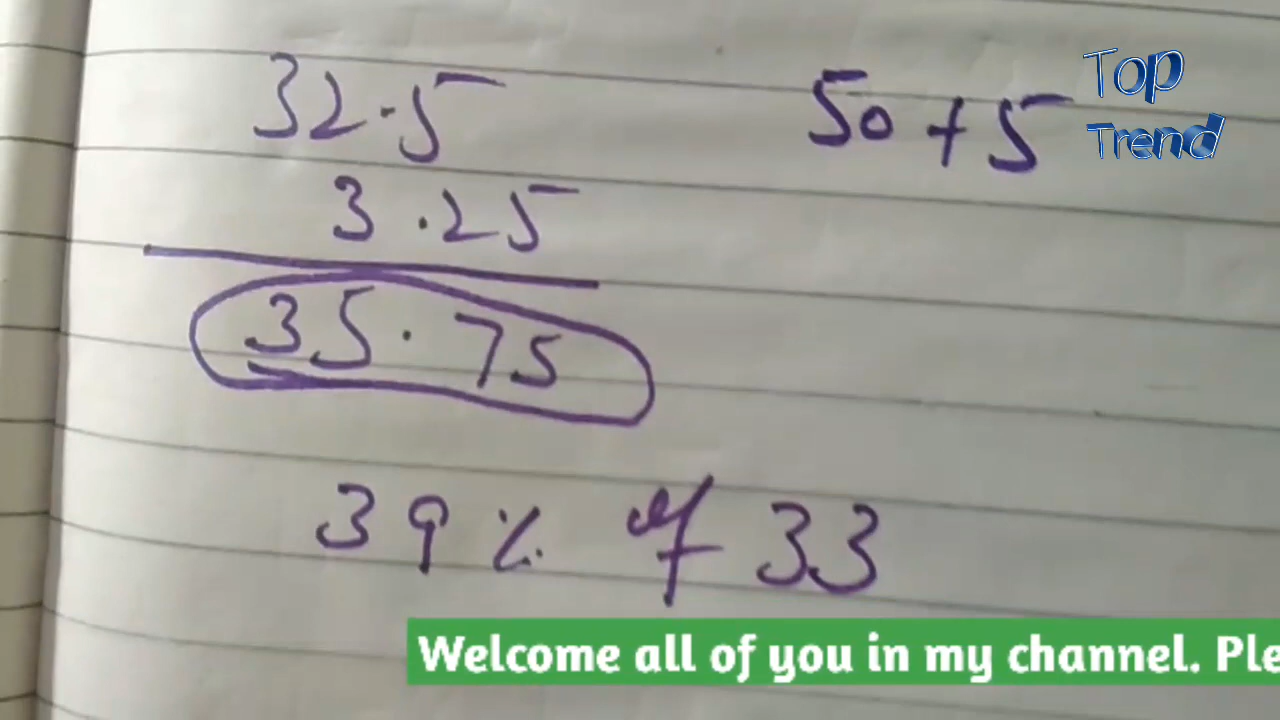 32.5
50 + 5
3.25
35.75
39% of 33
Top
Trend
Welcome all of you in my channel. Ple